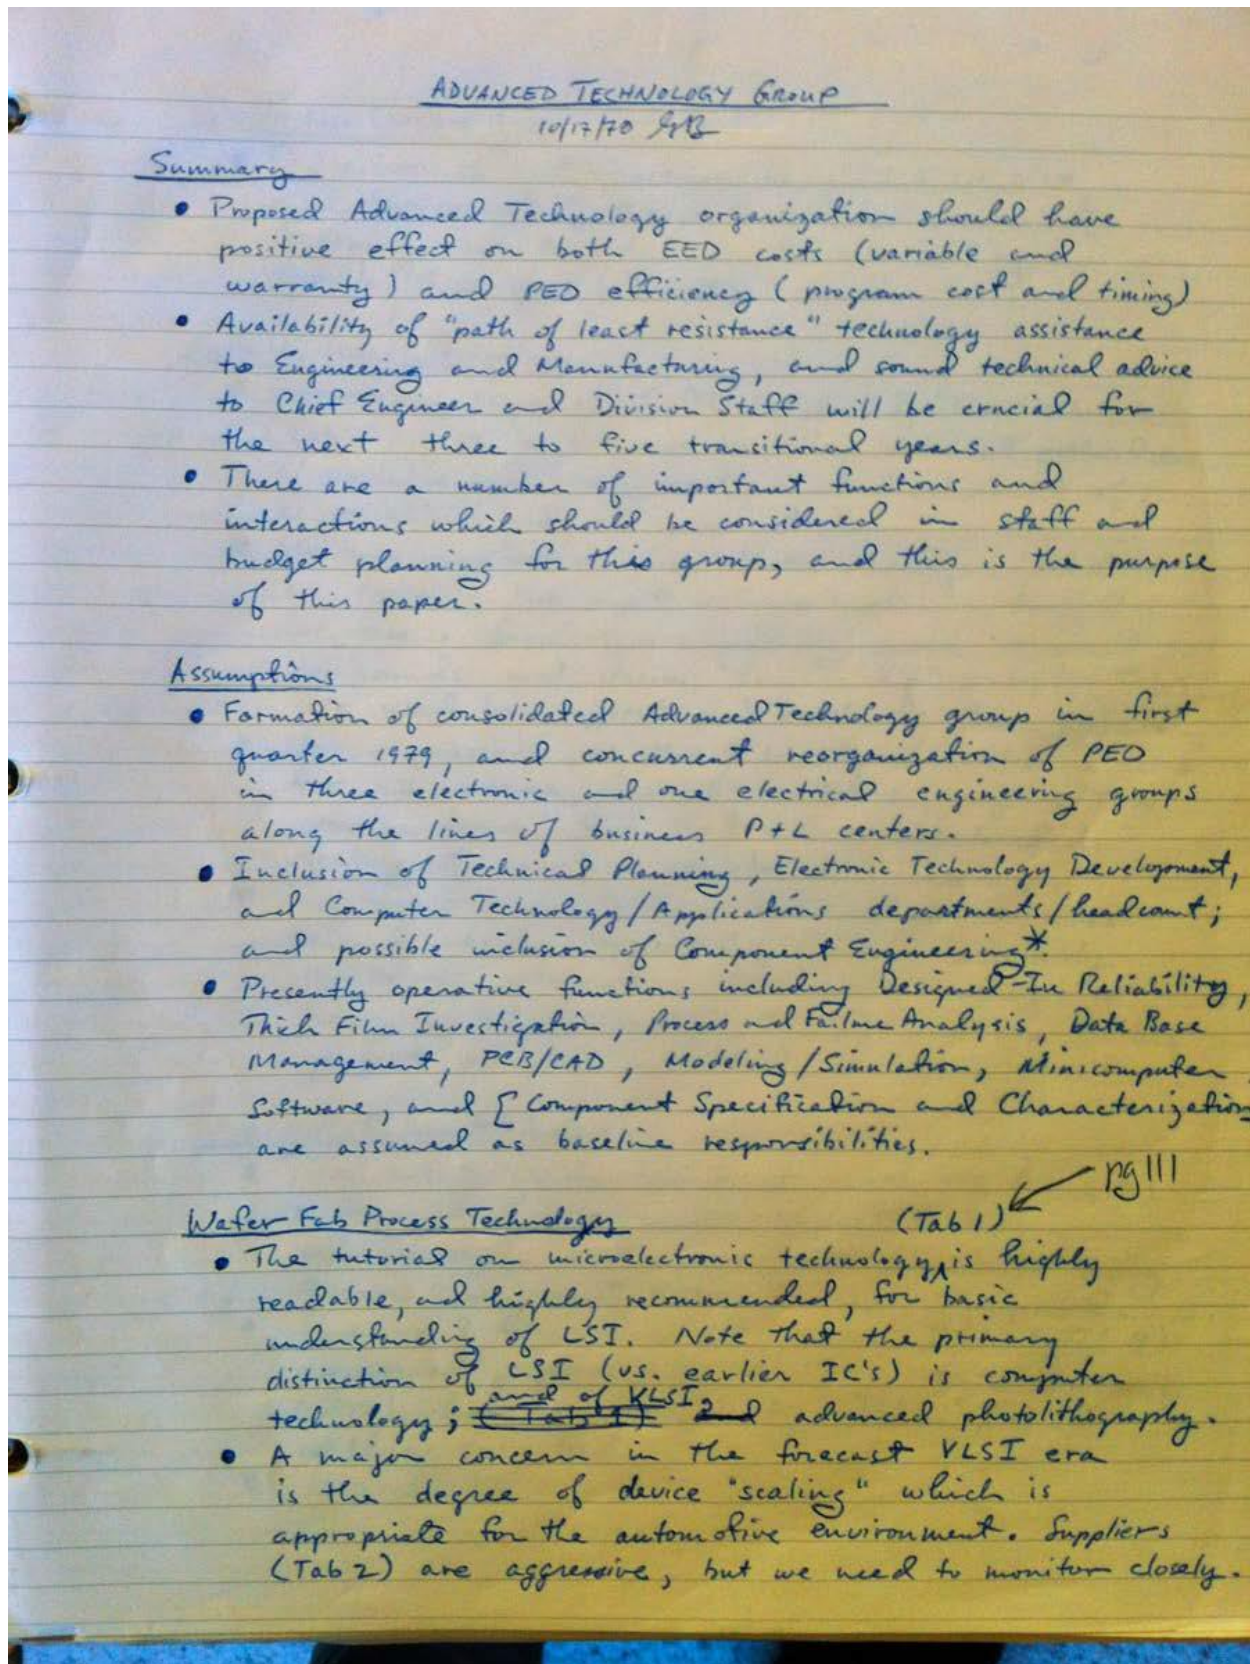 ADVANCED TECHNOLOGY GROUP
10/17/78
Summary
• Proposed Advanced Technology organization should have
positive effect on both EED costs (variable and
warranty) and PEO efficiency (program cost and timing)
• Availability of "path of least resistance" technology assistance
to Engineering and Manufacturing, and sound technical advice
to Chief Engineer and Division Staff will be crucial for
the next three to five transitional years.
• There are a number of important functions and
interactions which should be considered in staff and
budget planning for this group, and this is the purpose
of this paper.
Assumptions
• Formation of consolidated Advanced Technology group in first
quarter 1979, and concurrent reorganization of PEO
in three electronic and one electrical engineering groups
along the lines of business P+L centers.
• Inclusion of Technical Planning, Electronic Technology Development,
and Computer Technology/Applications departments/headcount;
and possible inclusion of Component Engineering*.
• Presently operative functions including Designed-In Reliability,
Thick Film Investigation, Process and Failure Analysis, Data Base
Management, PCB/CAD, Modeling/Simulation, Minicomputer
Software, and [Component Specification and Characterization
are assumed as baseline responsibilities.
pg 111
Wafer Fab Process Technology (Tab 1)
• The tutorial on microelectronic technology is highly
readable, and highly recommended, for basic
understanding of LSI. Note that the primary
distinction of LSI (vs. earlier IC's) is computer
and of VLSI
technology; advanced photolithography.
• A major concern in the forecast VLSI era
is the degree of device "scaling" which is
appropriate for the automotive environment. Suppliers
(Tab 2) are aggressive, but we need to monitor closely.